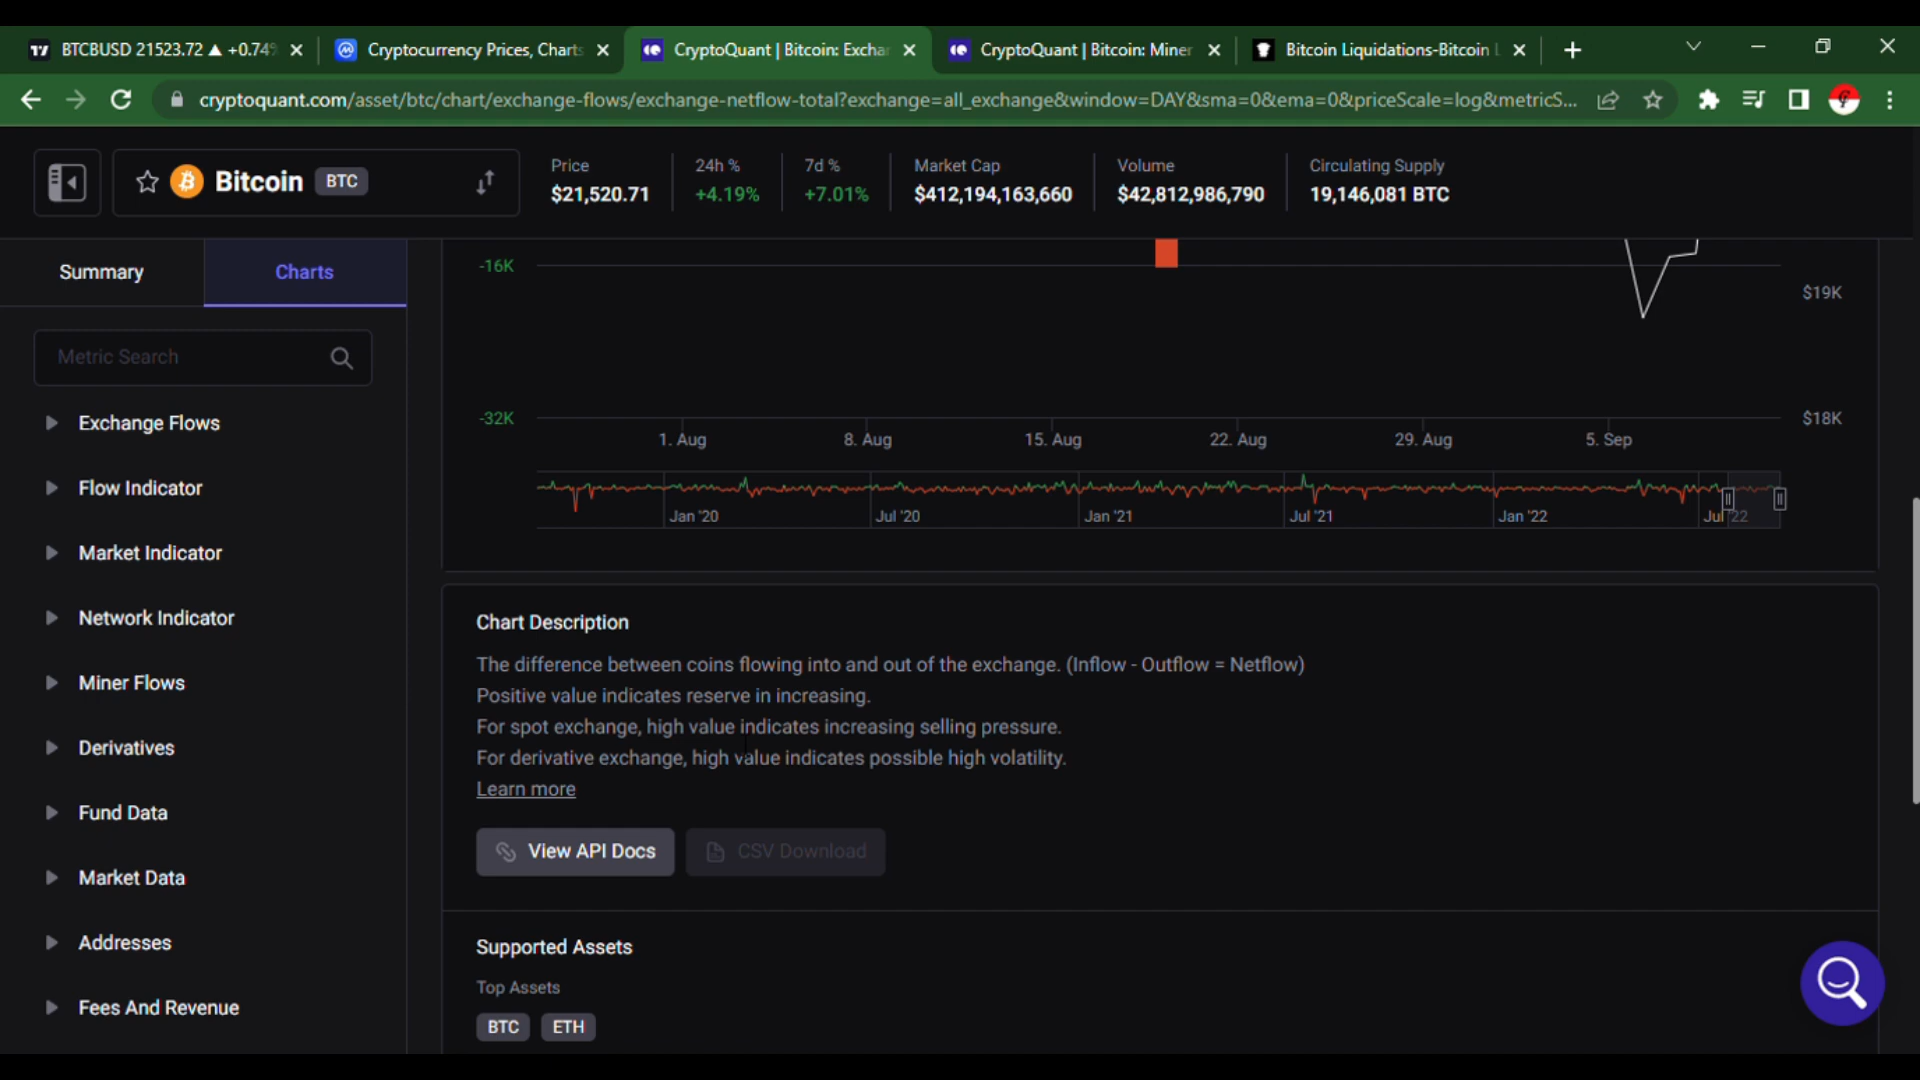 BTCBUSD 21523.72 ▲ +0.74%
Cryptocurrency Prices, Charts
CryptoQuant | Bitcoin: Exchan
CryptoQuant | Bitcoin: Miner
Bitcoin Liquidations-Bitcoin L
cryptoquant.com/asset/btc/chart/exchange-flows/exchange-netflow-total?exchange=all_exchange&window=DAY&sma=0&ema=0&priceScale=log&metricS...
Bitcoin BTC
Price
$21,520.71
24h %
+4.19%
7d %
+7.01%
Market Cap
$412,194,163,660
Volume
$42,812,986,790
Circulating Supply
19,146,081 BTC
Summary
Charts
Metric Search
Exchange Flows
Flow Indicator
Market Indicator
Network Indicator
Miner Flows
Derivatives
Fund Data
Market Data
Addresses
Fees And Revenue
-16K
$19K
-32K
$18K
1. Aug 8. Aug 15. Aug 22. Aug 29. Aug 5. Sep
Jan '20 Jul '20 Jan '21 Jul '21 Jan '22 Jul '22
Chart Description
The difference between coins flowing into and out of the exchange. (Inflow - Outflow = Netflow)
Positive value indicates reserve in increasing.
For spot exchange, high value indicates increasing selling pressure.
For derivative exchange, high value indicates possible high volatility.
Learn more
View API Docs
CSV Download
Supported Assets
Top Assets
BTC ETH